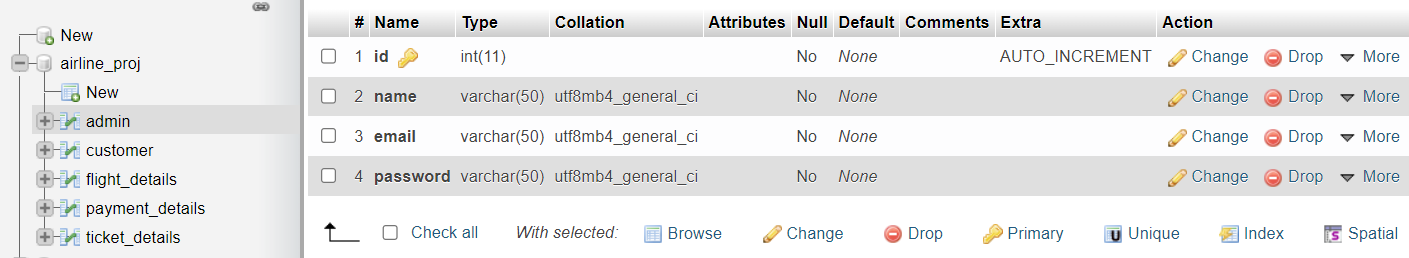 New
airline_proj
New
admin
customer
flight_details
payment_details
ticket_details
# Name Type Collation Attributes Null Default Comments Extra Action
1 id int(11) No None AUTO_INCREMENT Change Drop More
2 name varchar(50) utf8mb4_general_ci No None Change Drop More
3 email varchar(50) utf8mb4_general_ci No None Change Drop More
4 password varchar(50) utf8mb4_general_ci No None Change Drop More
Check all With selected: Browse Change Drop Primary Unique Index Spatial